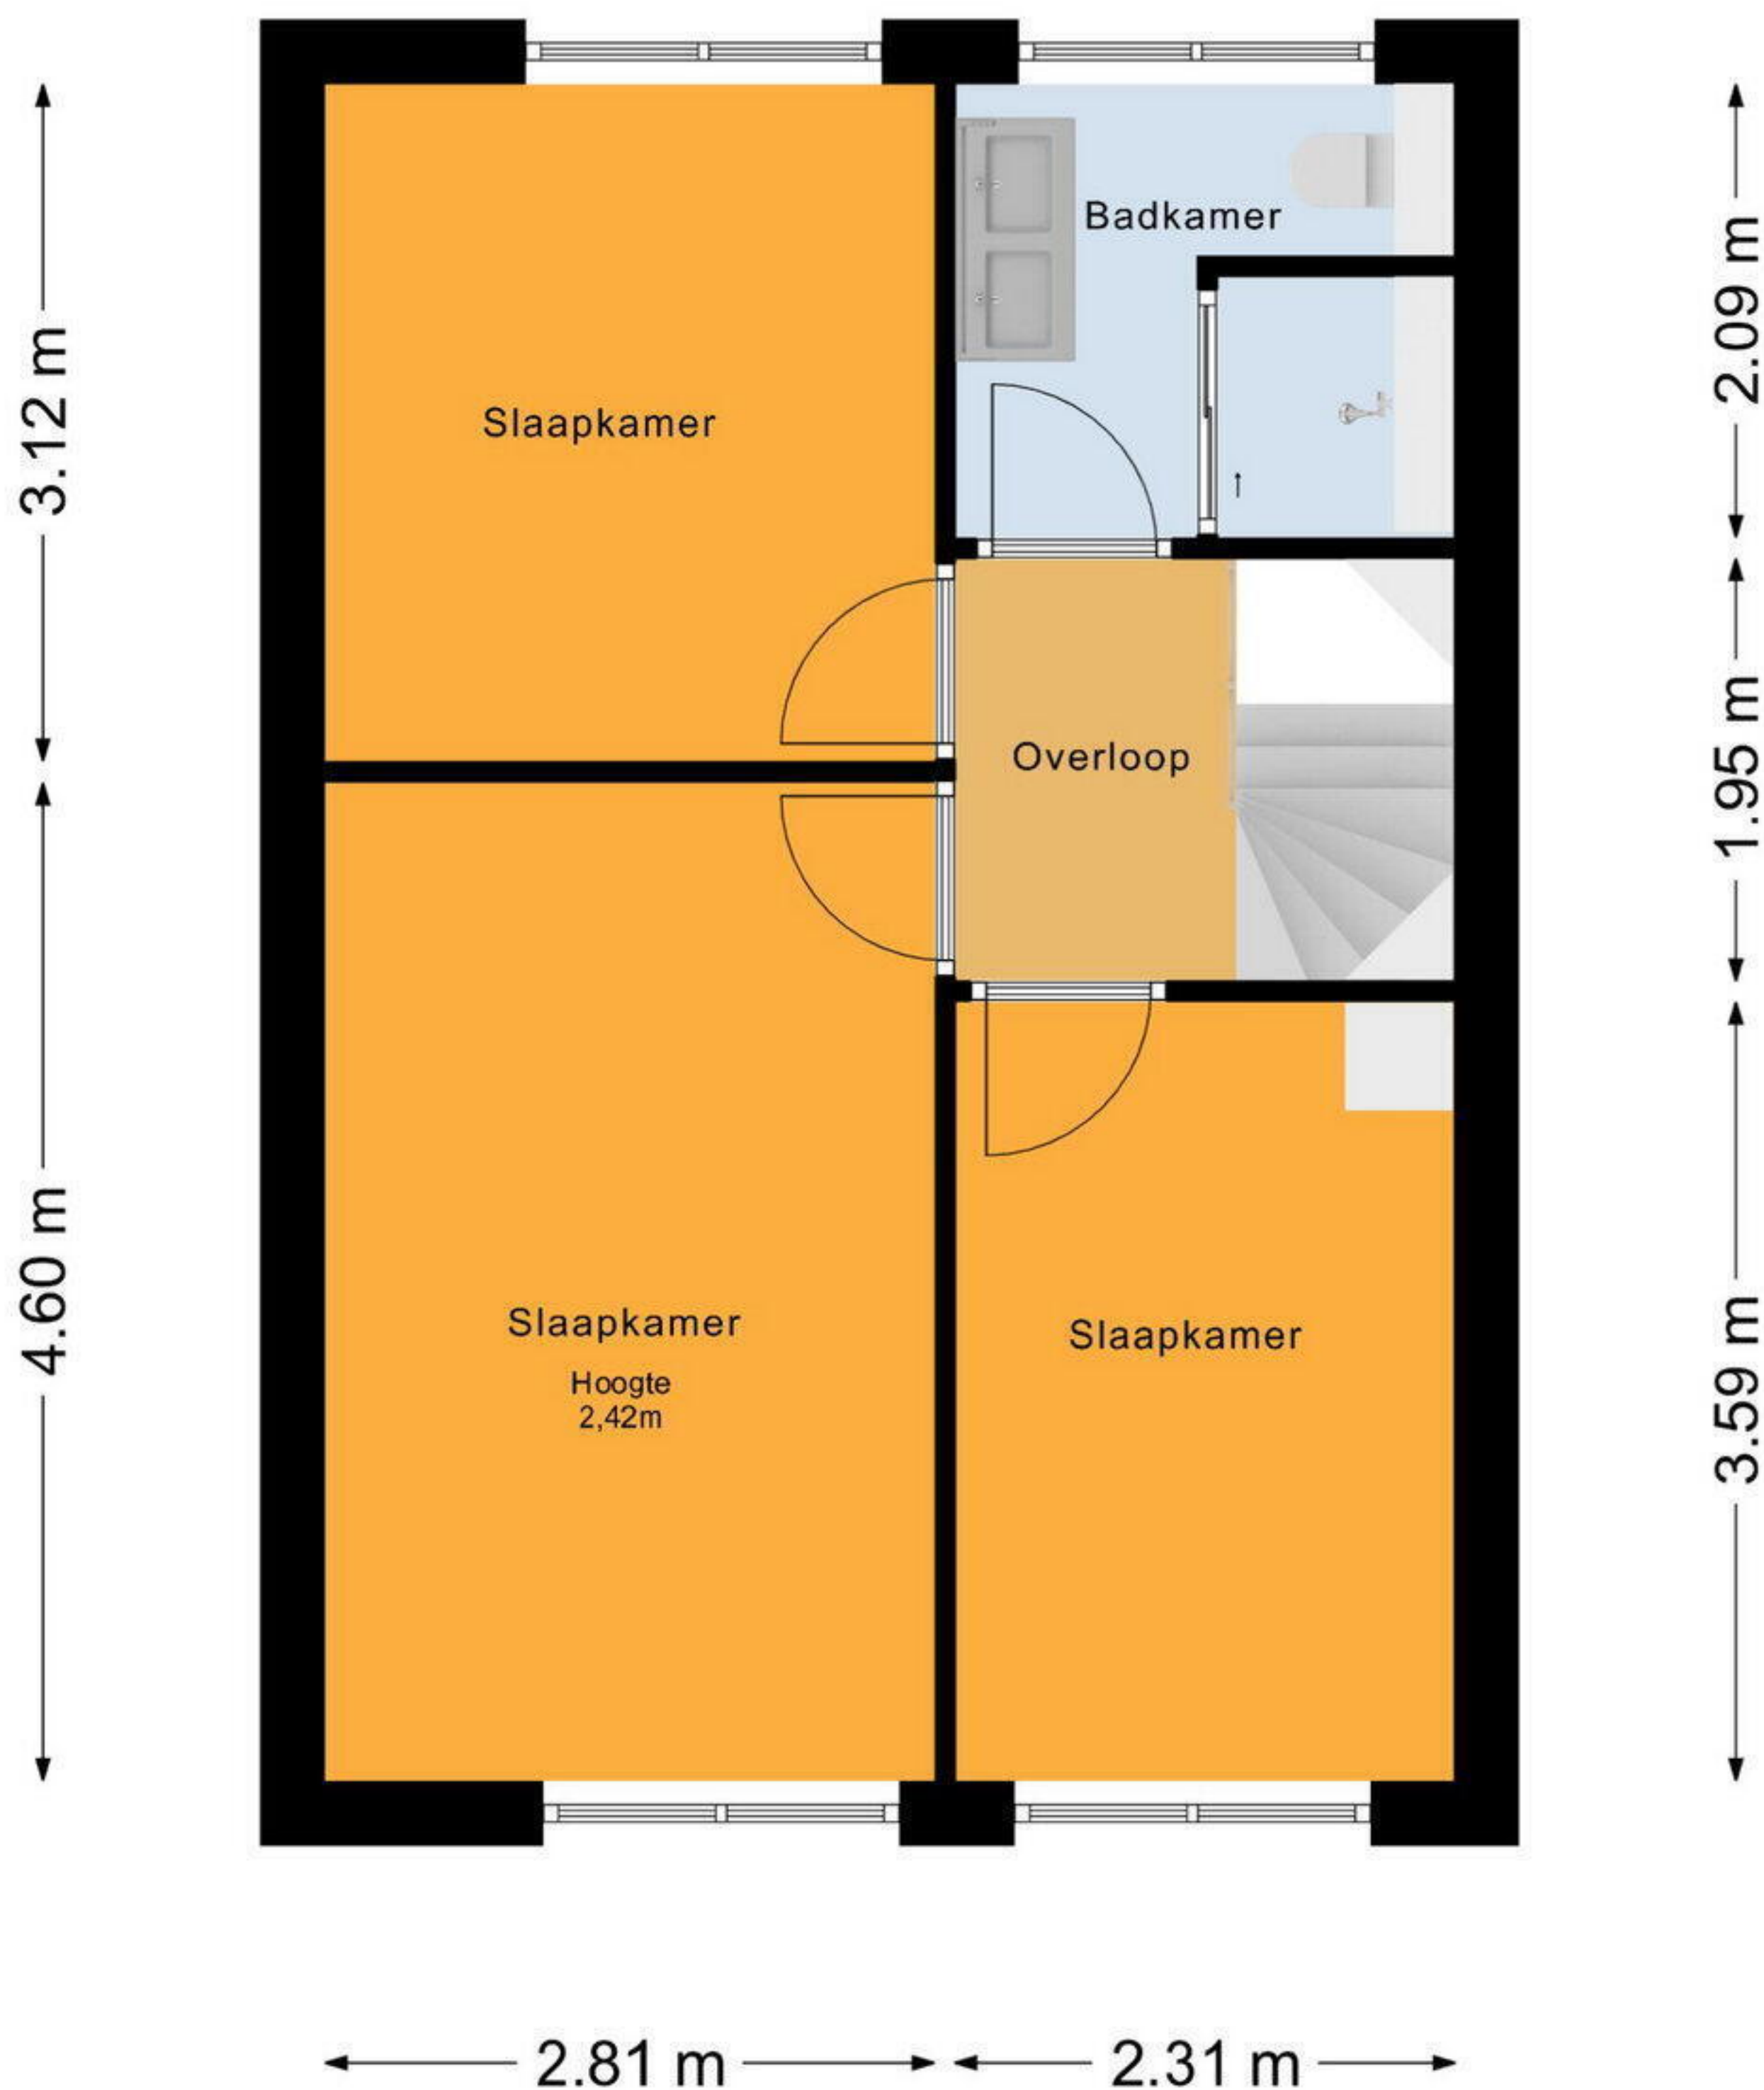 Badkamer
2.09 m
3.12 m
Slaapkamer
Overloop
1.95 m
4.60 m
Slaapkamer
Hoogte
2,42m
Slaapkamer
3.59 m
2.81 m
2.31 m